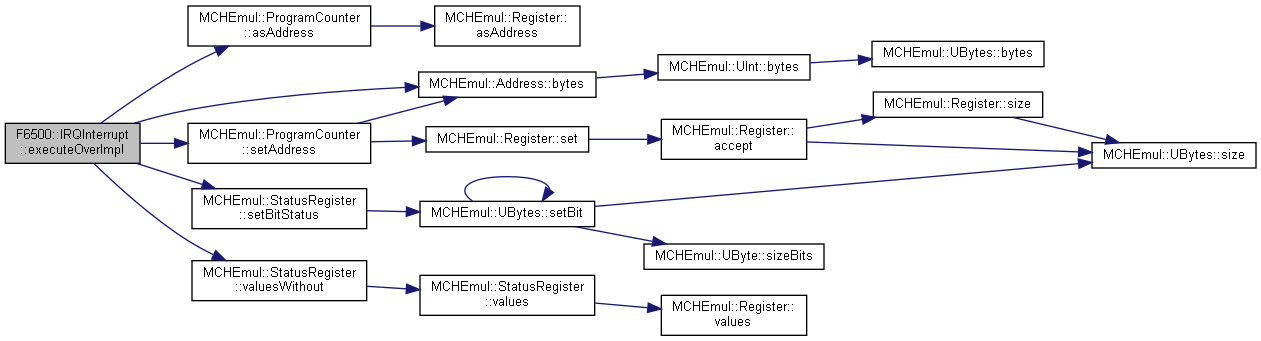 F6500::IRQInterrupt
::executeOverImpl
MCHEmul::ProgramCounter
::asAddress
MCHEmul::Register::
asAddress
MCHEmul::Address::bytes
MCHEmul::UInt::bytes
MCHEmul::UBytes::bytes
MCHEmul::ProgramCounter
::setAddress
MCHEmul::Register::set
MCHEmul::Register::
accept
MCHEmul::Register::size
MCHEmul::UBytes::size
MCHEmul::StatusRegister
::setBitStatus
MCHEmul::UBytes::setBit
MCHEmul::UByte::sizeBits
MCHEmul::StatusRegister
::valuesWithout
MCHEmul::StatusRegister
::values
MCHEmul::Register::
values